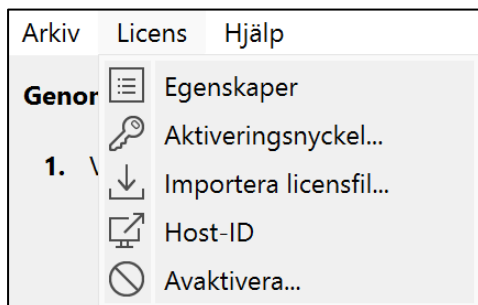 Arkiv Licens Hjälp
Genor
Egenskaper
Aktiveringsnyckel...
1.
Importera licensfil...
Host-ID
Avaktivera...